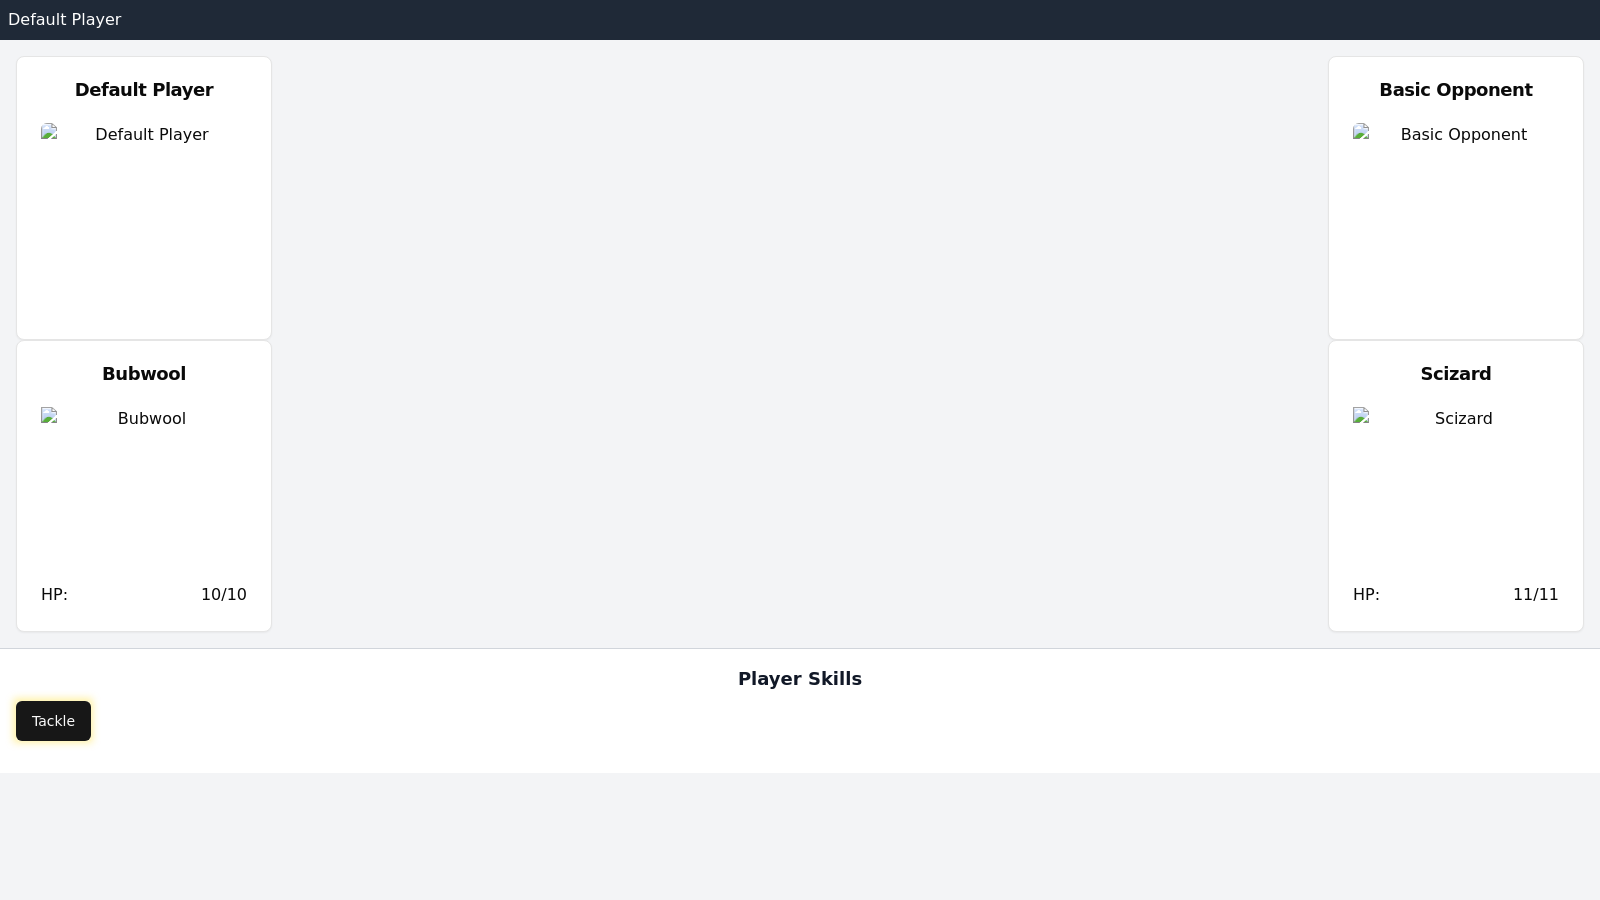 Default Player
Default Player
Default Player
Bubwool
Bubwool
HP: 10/10
Basic Opponent
Basic Opponent
Scizard
Scizard
HP: 11/11
Player Skills
Tackle